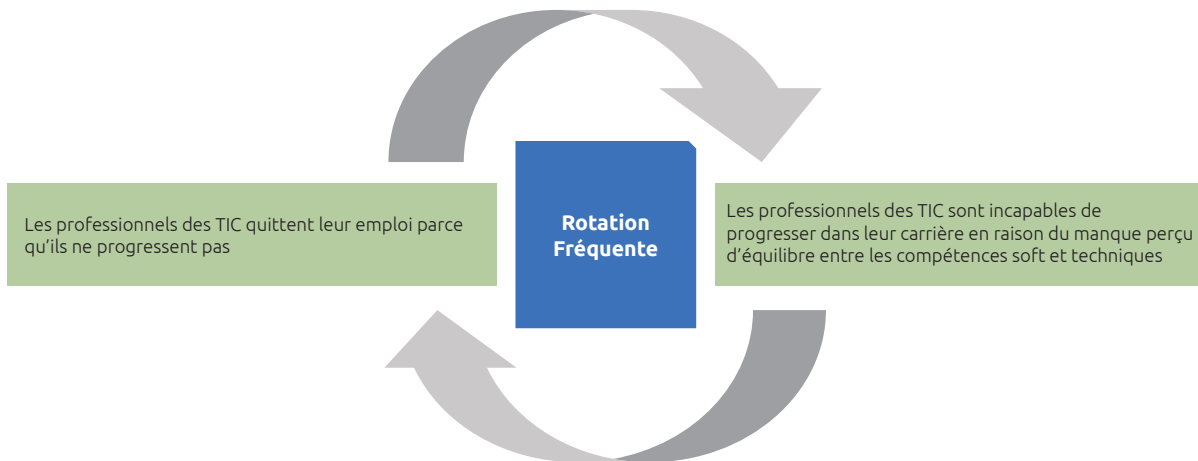 Les professionnels des TIC quittent leur emploi parce
qu’ils ne progressent pas
Rotation
Fréquente
Les professionnels des TIC sont incapables de
progresser dans leur carrière en raison du manque perçu
d’équilibre entre les compétences soft et techniques